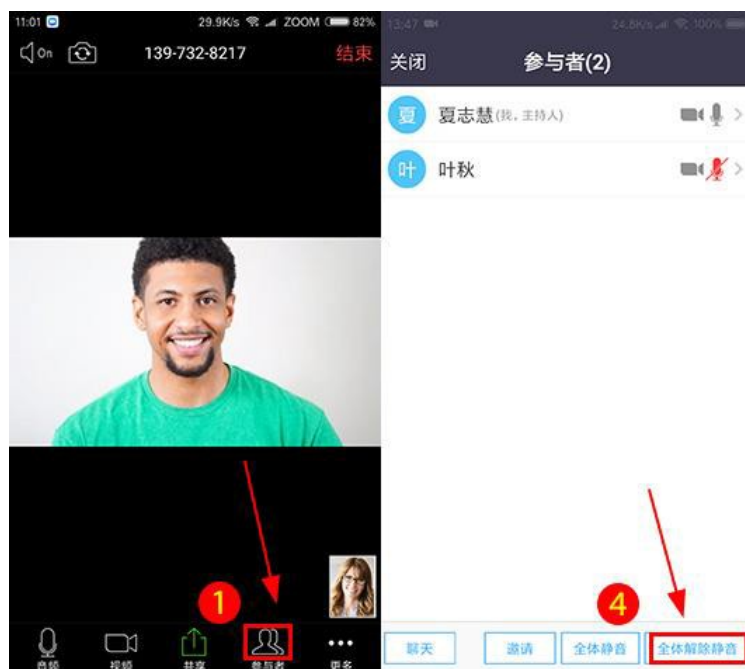 11:01 29.9K/s ZOOM 82%
On 139-732-8217 结束
1
音频 视频 共享 参与者 更多
13:47 24.8K/s 100%
关闭 参与者(2)
夏 夏志慧(我,主持人)
叶 叶秋
4
聊天 邀请 全体静音 全体解除静音